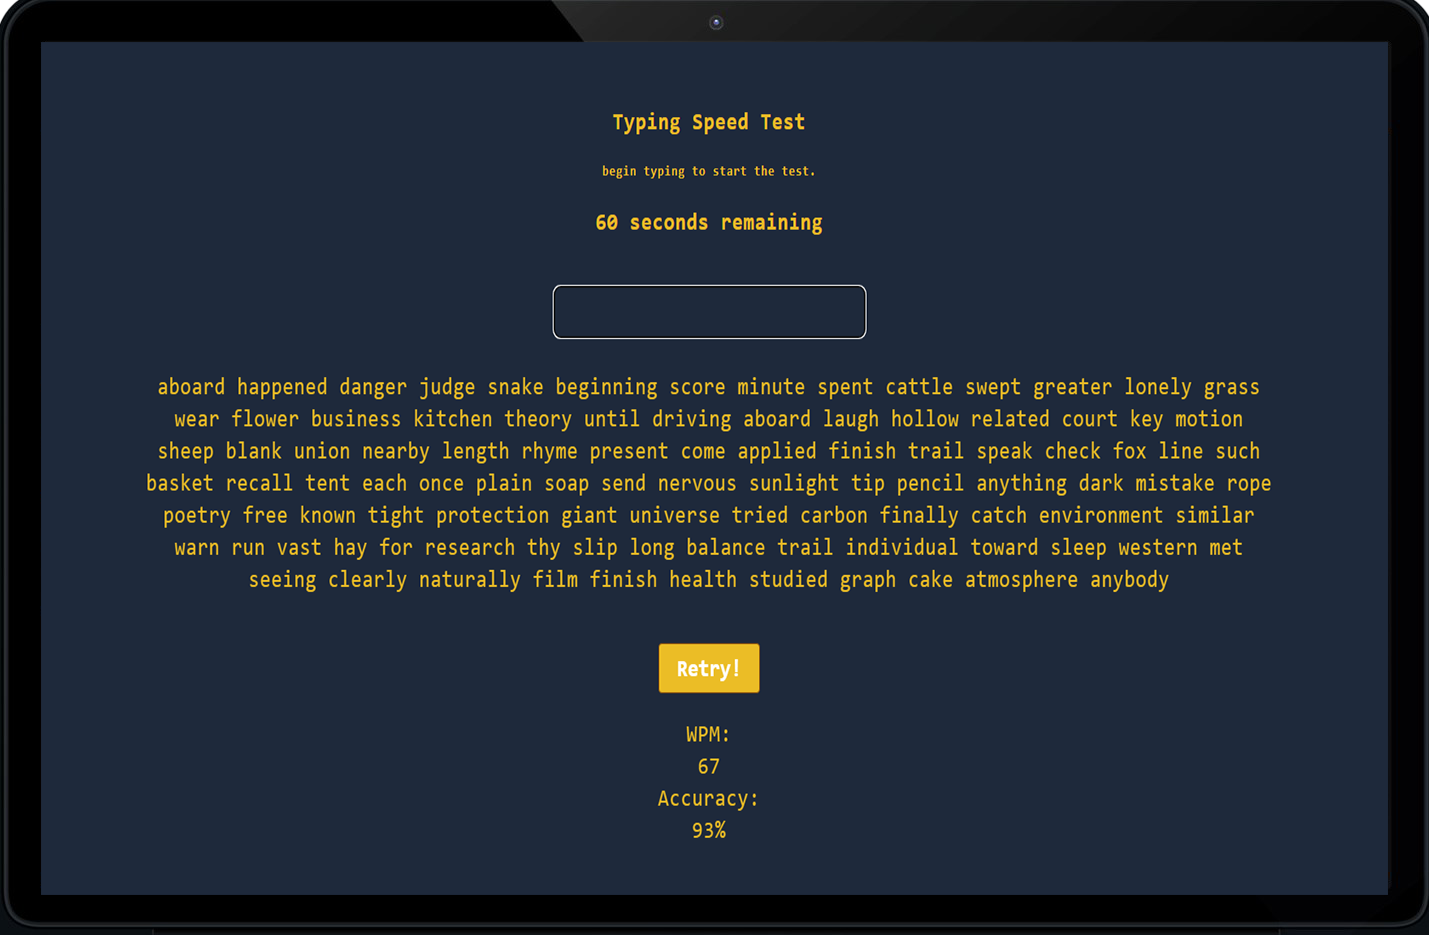 Typing Speed Test
begin typing to start the test.
60 seconds remaining
aboard happened danger judge snake beginning score minute spent cattle swept greater lonely grass
wear flower business kitchen theory until driving aboard laugh hollow related court key motion
sheep blank union nearby length rhyme present come applied finish trail speak check fox line such
basket recall tent each once plain soap send nervous sunlight tip pencil anything dark mistake rope
poetry free known tight protection giant universe tried carbon finally catch environment similar
warn run vast hay for research thy slip long balance trail individual toward sleep western met
seeing clearly naturally film finish health studied graph cake atmosphere anybody
Retry!
WPM:
67
Accuracy:
93%